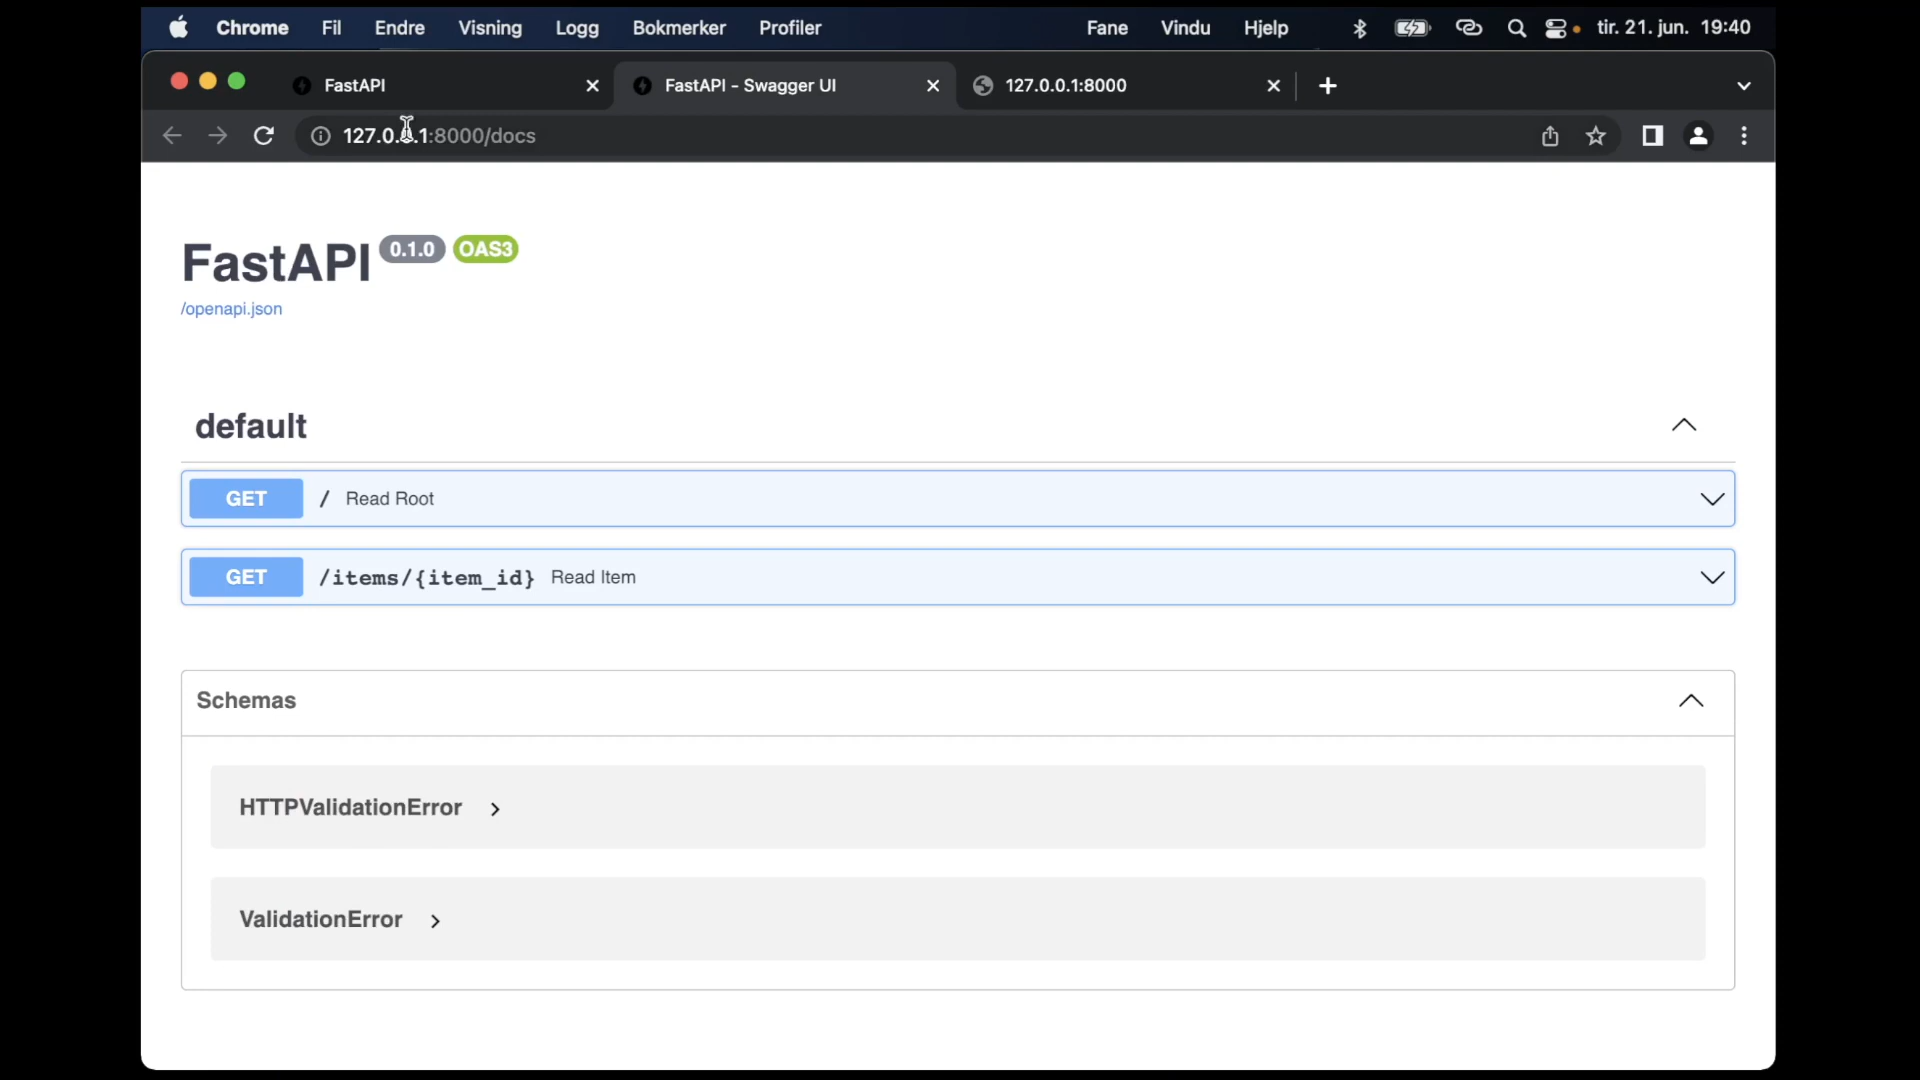 Chrome Fil Endre Visning Logg Bokmerker Profiler Fane Vindu Hjelp tir. 21. jun. 19:40
FastAPI FastAPI - Swagger UI 127.0.0.1:8000
127.0.0.1:8000/docs
FastAPI 0.1.0 OAS3
/openapi.json
default
GET / Read Root
GET /items/{item_id} Read Item
Schemas
HTTPValidationError
ValidationError